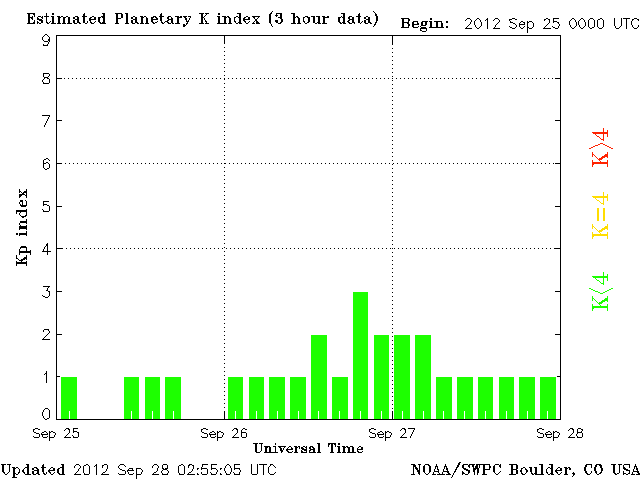 Estimated Planetary K index (3 hour data) Begin: 2012 Sep 25 0000 UTC
9
8
7
6
5
4
3
2
1
0
Kp index
K>4
K=4
K<4
Sep 25 Sep 26 Sep 27 Sep 28
Universal Time
Updated 2012 Sep 28 02:55:05 UTC NOAA/SWPC Boulder, CO USA